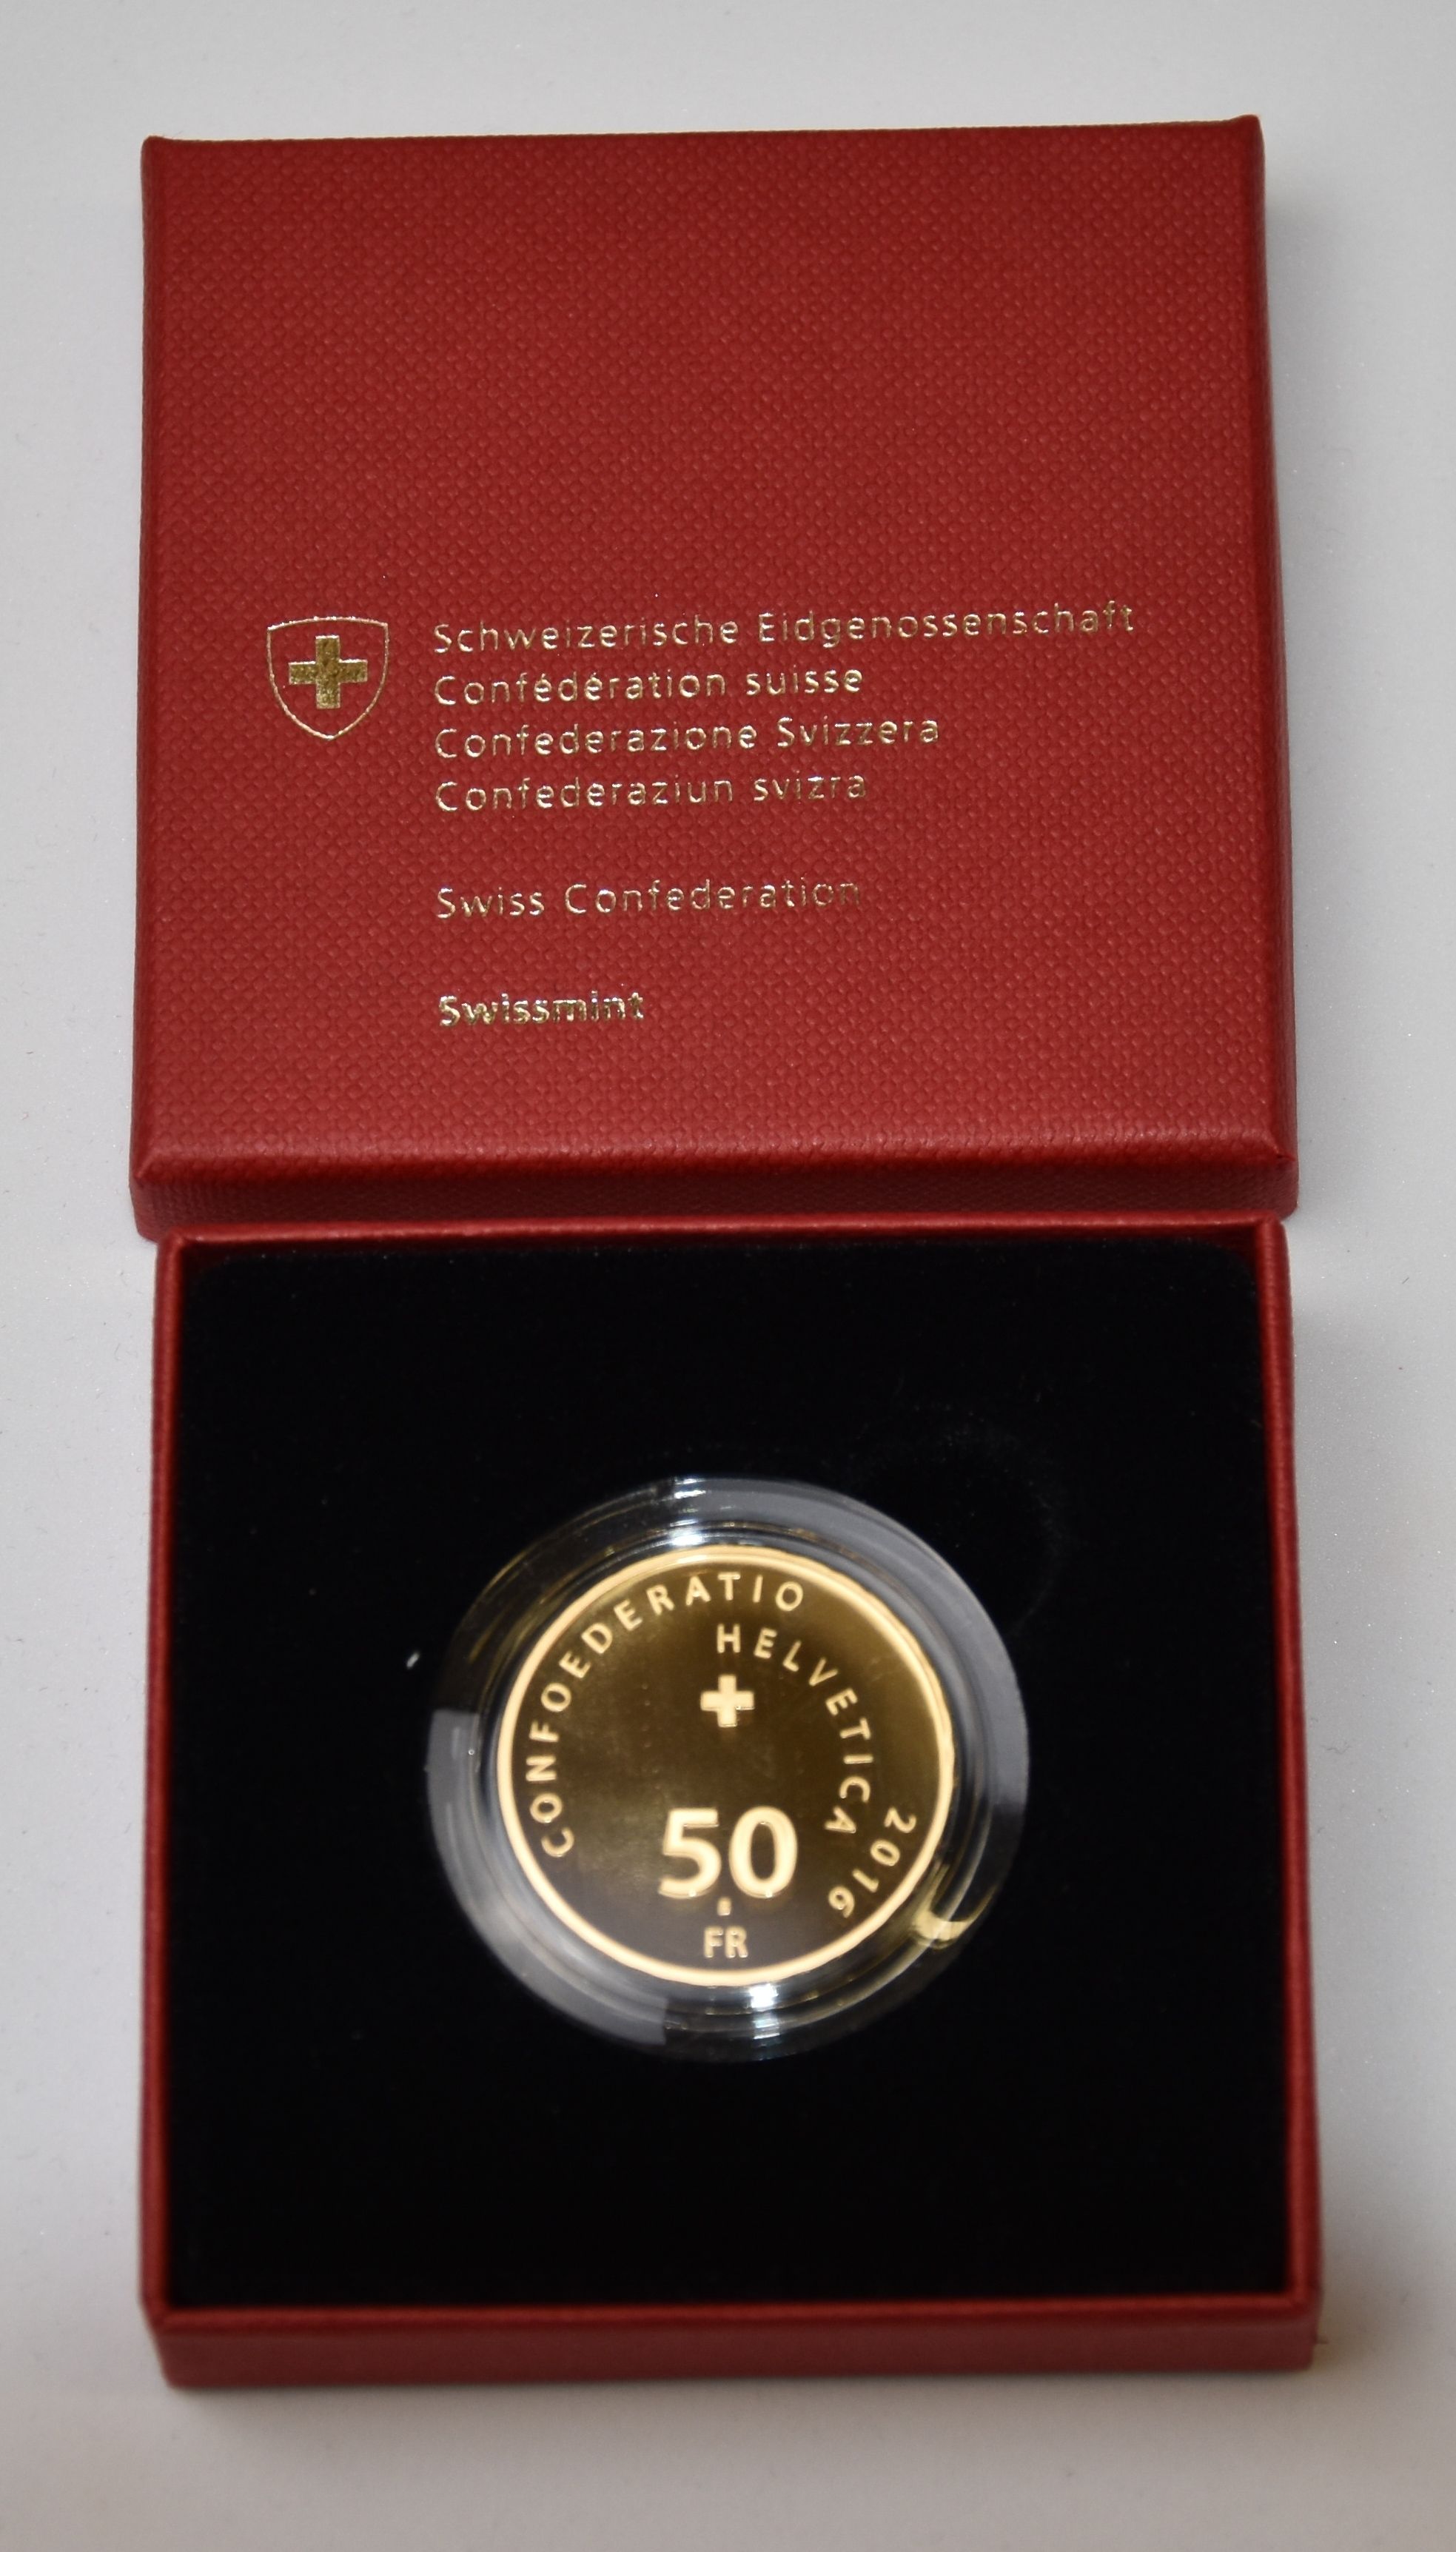 Schweizerische Eidgenossenschaft
Confédération suisse
Confederazione Svizzera
Confederaziun svizra
Swiss Confederation
Swissmint
CONFOEDERATIO
HELVETICA
2016
50
FR